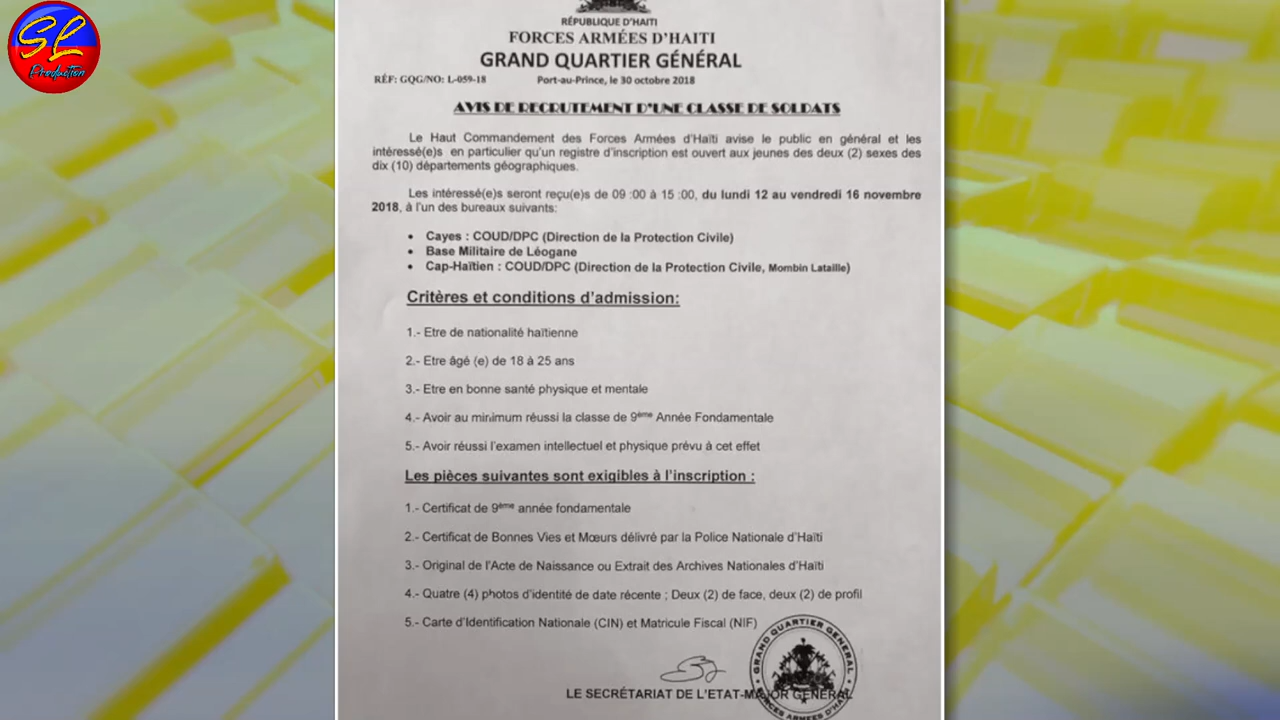 SL
Production
RÉPUBLIQUE D'HAITI
FORCES ARMÉES D'HAITI
GRAND QUARTIER GÉNÉRAL
RÉF: GQG/NO: L-059-18
Port-au-Prince, le 30 octobre 2018
AVIS DE RECRUTEMENT D'UNE CLASSE DE SOLDATS
Le Haut Commandement des Forces Armées d'Haïti avise le public en général et les
intéressé(e)s en particulier qu'un registre d'inscription est ouvert aux jeunes des deux (2) sexes des
dix (10) départements géographiques.
Les intéressé(e)s seront reçu(e)s de 09 :00 à 15 :00, du lundi 12 au vendredi 16 novembre
2018, à l'un des bureaux suivants:
• Cayes : COUD/DPC (Direction de la Protection Civile)
• Base Militaire de Léogane
• Cap-Haïtien : COUD/DPC (Direction de la Protection Civile, Mombin Lataille)
Critères et conditions d'admission:
1.- Etre de nationalité haïtienne
2.- Etre âgé (e) de 18 à 25 ans
3.- Etre en bonne santé physique et mentale
4.- Avoir au minimum réussi la classe de 9ème Année Fondamentale
5.- Avoir réussi l'examen intellectuel et physique prévu à cet effet
Les pièces suivantes sont exigibles à l'inscription :
1.- Certificat de 9ème année fondamentale
2.- Certificat de Bonnes Vies et Mœurs délivré par la Police Nationale d'Haïti
3.- Original de l'Acte de Naissance ou Extrait des Archives Nationales d'Haïti
4.- Quatre (4) photos d'identité de date récente ; Deux (2) de face, deux (2) de profil
5.- Carte d'Identification Nationale (CIN) et Matricule Fiscal (NIF)
GRAND QUARTIER GENERAL
LE SECRÉTARIAT DE L'ETAT-MAJOR GÉNÉRAL
FORCES ARMEES D'HAITI